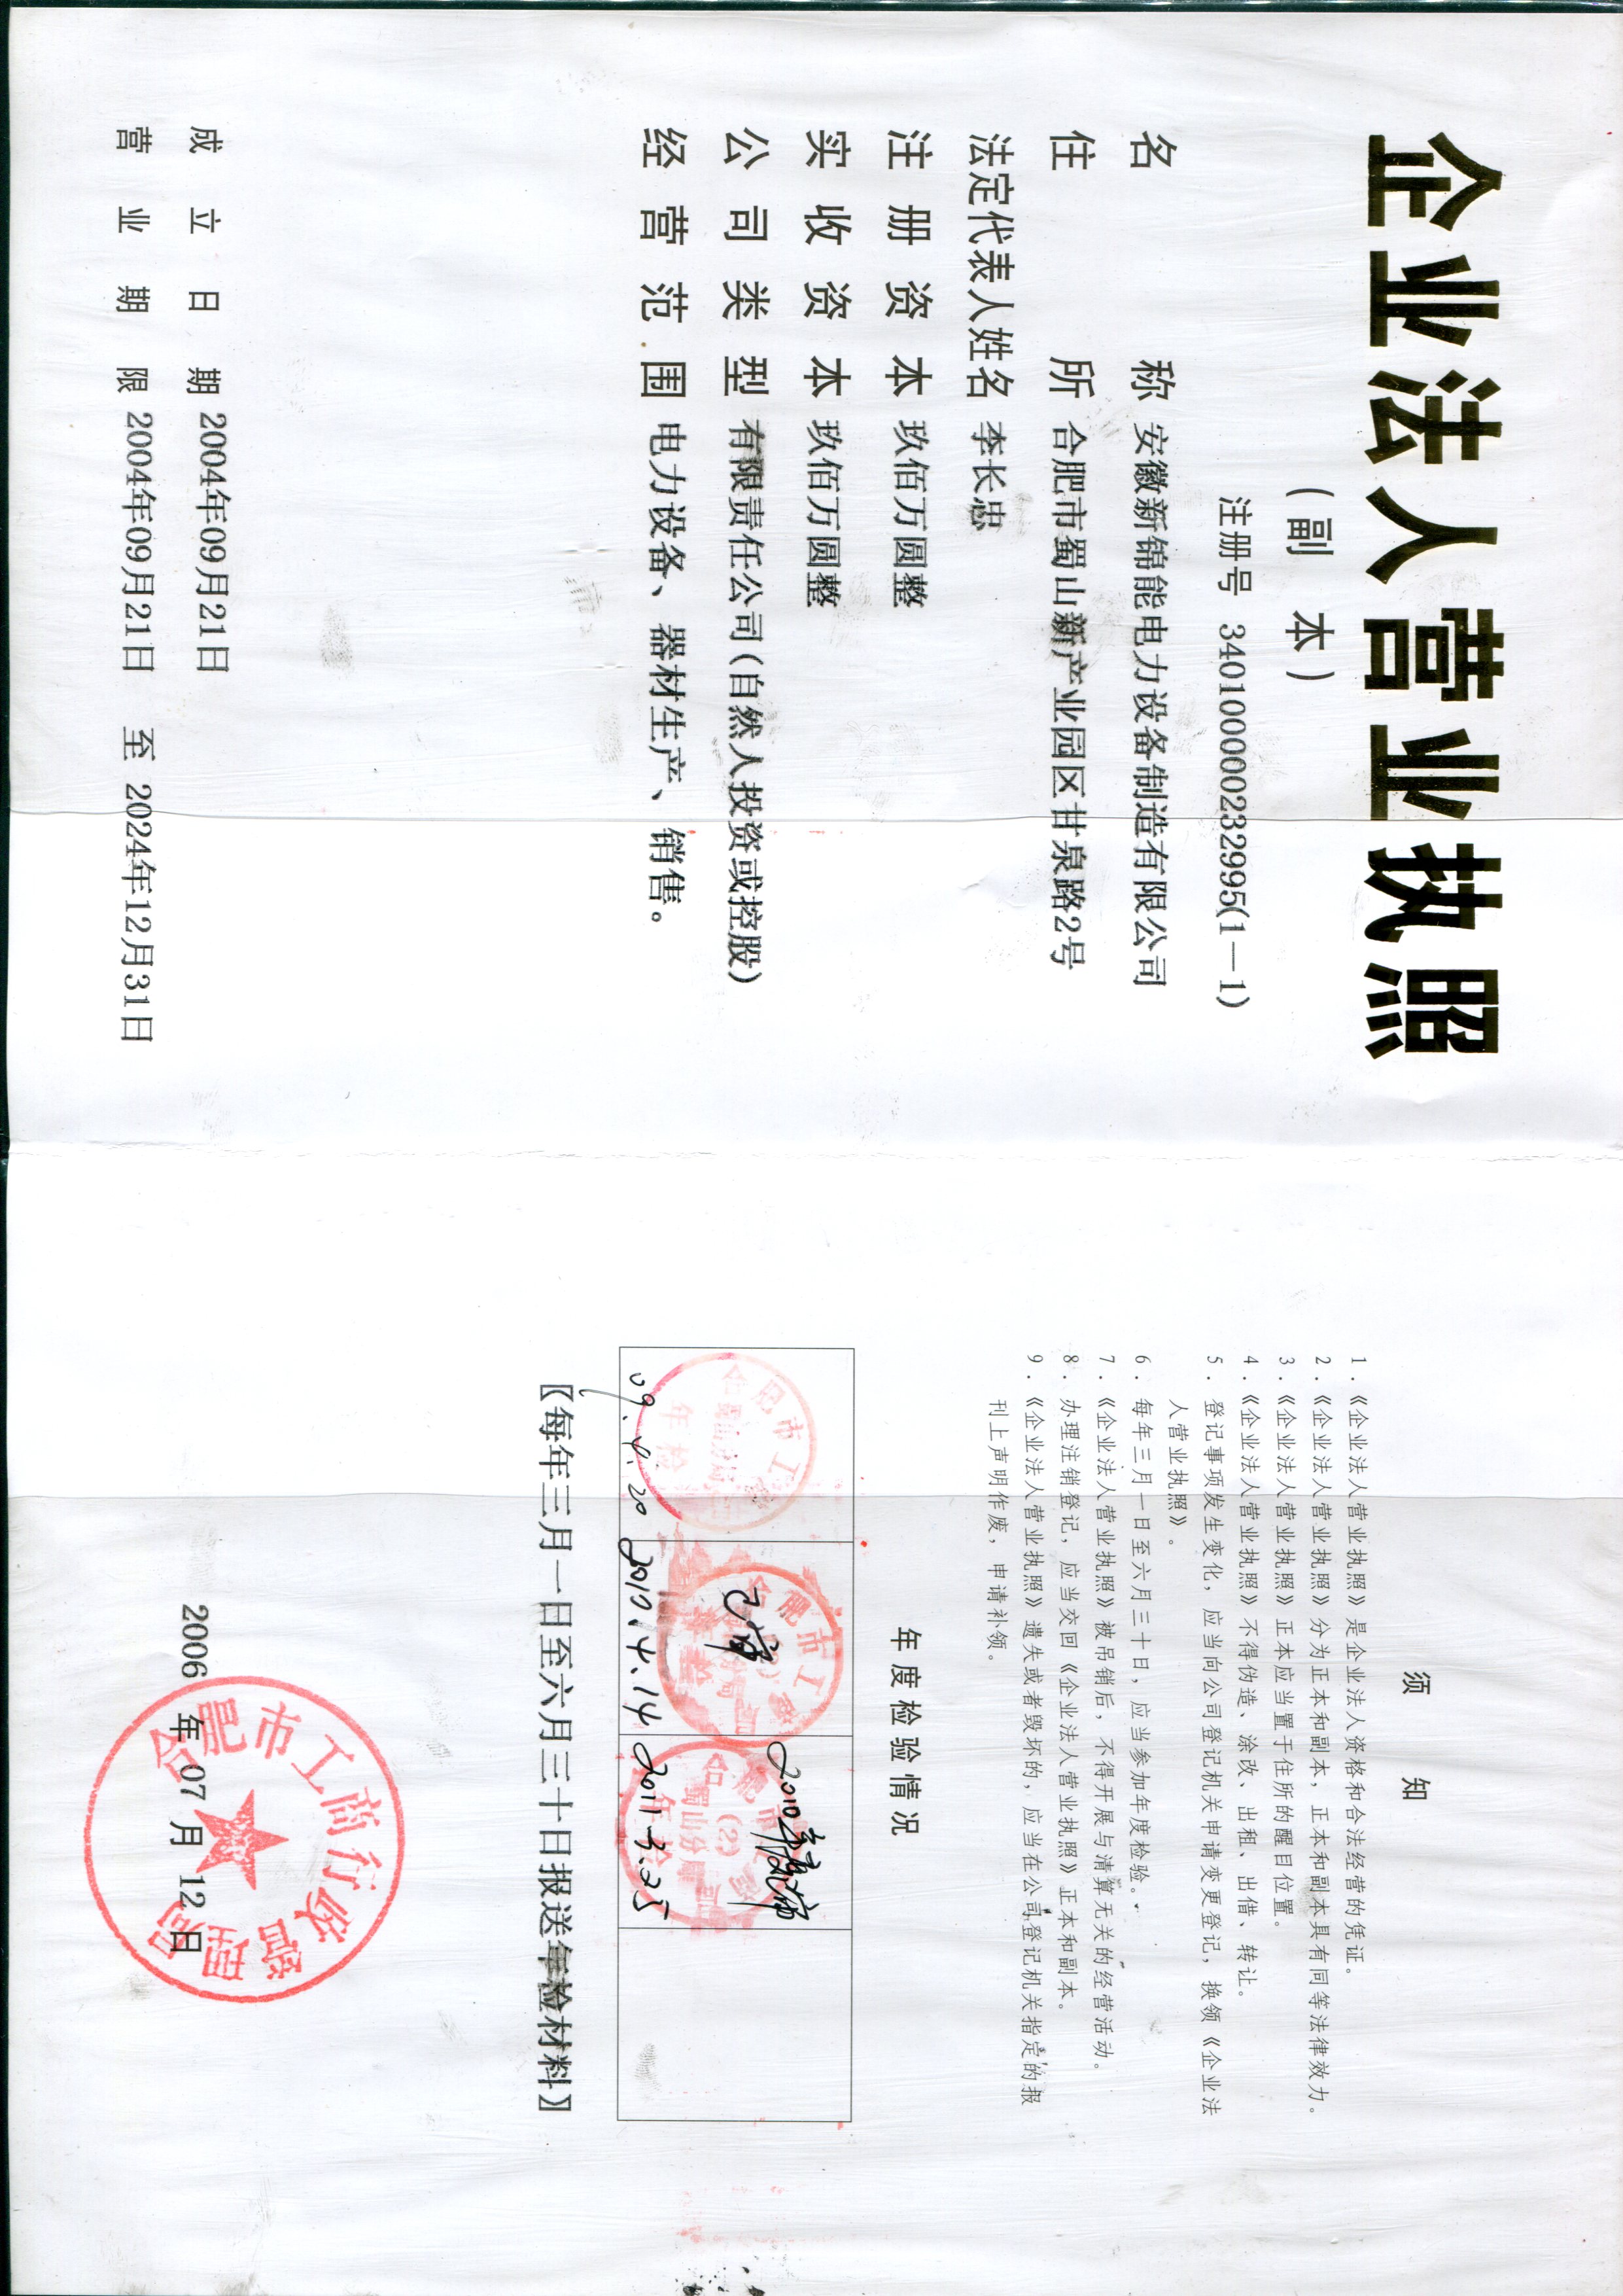 企业法人营业执照
（副 本）
注册号 340100000232995(1—1)
名 称 安徽新锦能电力设备制造有限公司
住 所 合肥市蜀山新产业园区甘泉路2号
法定代表人姓名 李长忠
注 册 资 本 玖佰万圆整
实 收 资 本 玖佰万圆整
公 司 类 型 有限责任公司(自然人投资或控股)
经 营 范 围 电力设备、器材生产、销售。
成 立 日 期 2004年09月21日
营 业 期 限 2004年09月21日 至 2024年12月31日
须 知
1．《企业法人营业执照》是企业法人资格和合法经营的凭证。
2．《企业法人营业执照》分为正本和副本，正本和副本具有同等法律效力。
3．《企业法人营业执照》正本应当置于住所的醒目位置。
4．《企业法人营业执照》不得伪造、涂改、出租、出借、转让。
5．登记事项发生变化，应当向公司登记机关申请变更登记，换领《企业法
人营业执照》。
6．每年三月一日至六月三十日，应当参加年度检验。
7．《企业法人营业执照》被吊销后，不得开展与清算无关的经营活动。
8．办理注销登记，应当交回《企业法人营业执照》正本和副本。
9．《企业法人营业执照》遗失或者毁坏的，应当在公司登记机关指定的报
刊上声明作废，申请补领。
年度检验情况
合肥市工
年检
09.4.20
合肥市工
已审
2010.4.14
合肥市 商 局
(2)
蜀山分
年检
2010年度
2011.3.25
〖每年三月一日至六月三十日报送年检材料〗
合肥市工商行政管理局
2006 年 07 月 12 日